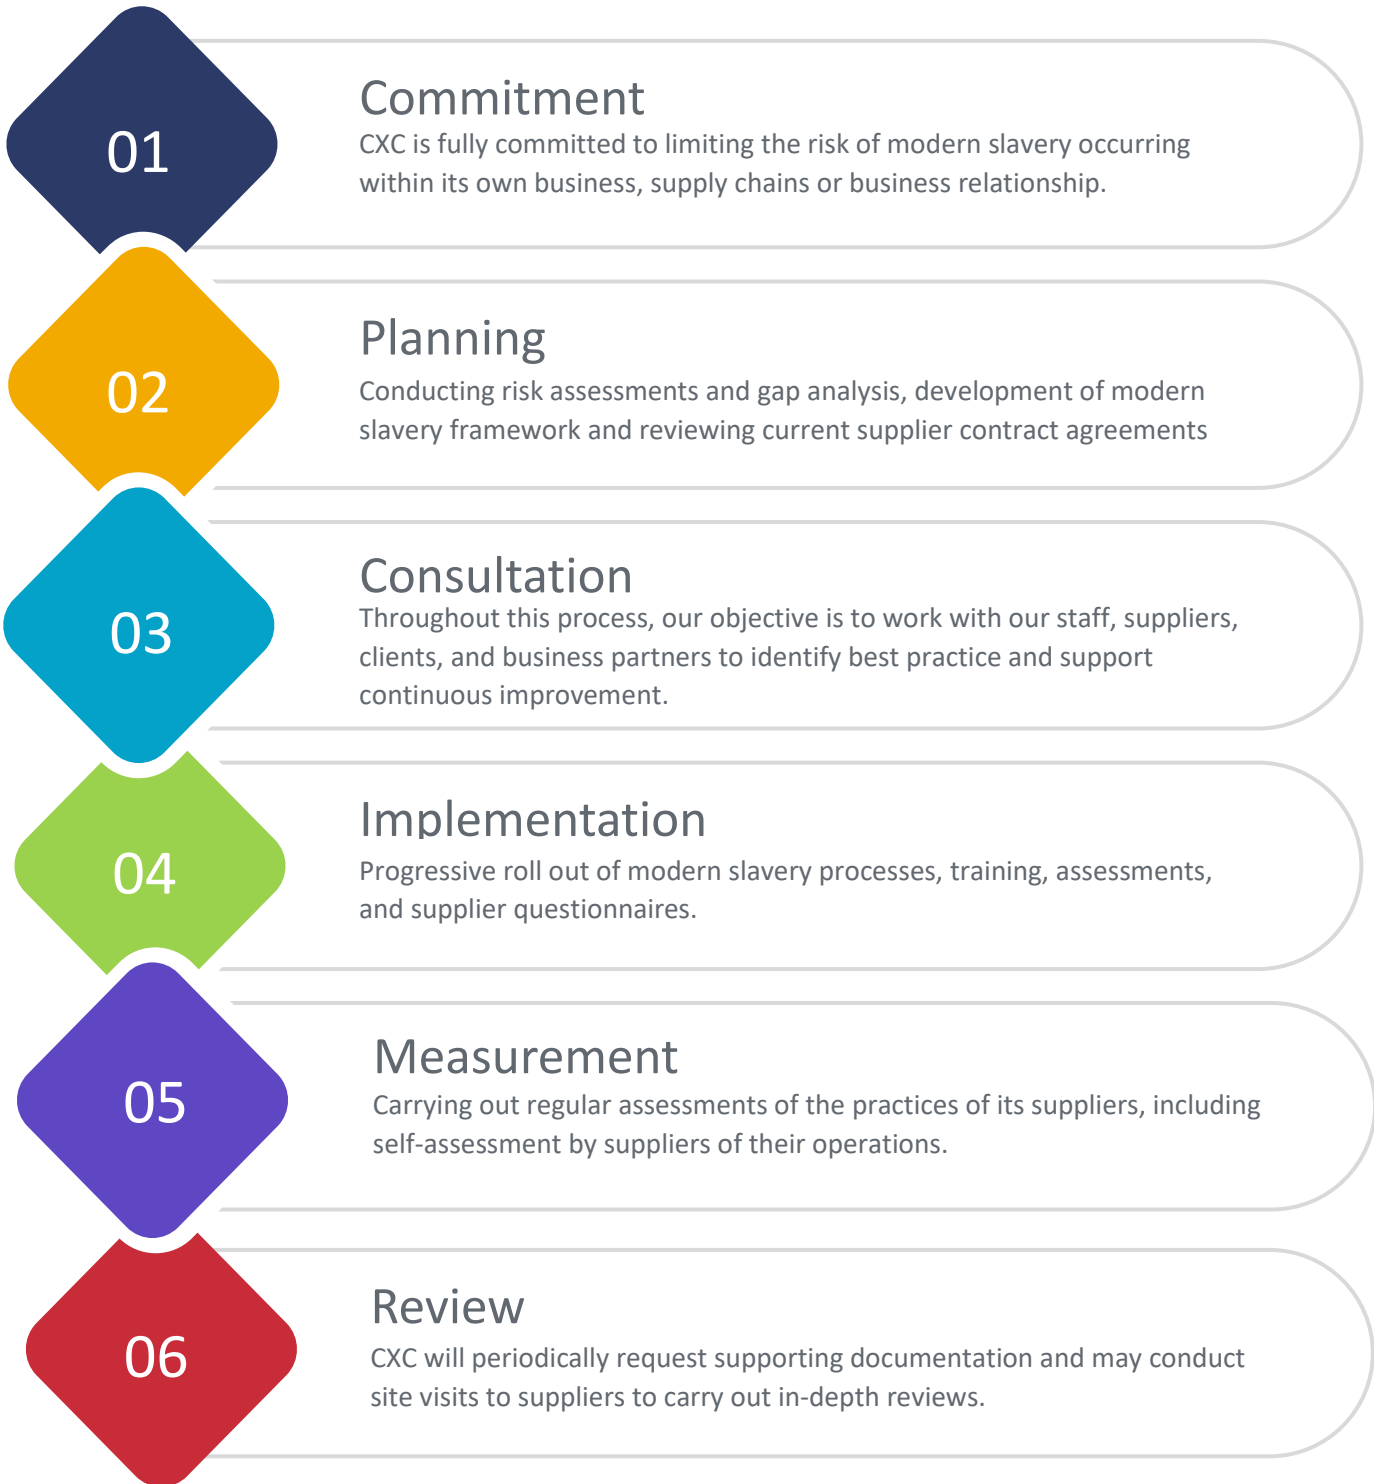 01
Commitment
CXC is fully committed to limiting the risk of modern slavery occurring
within its own business, supply chains or business relationship.
02
Planning
Conducting risk assessments and gap analysis, development of modern
slavery framework and reviewing current supplier contract agreements
03
Consultation
Throughout this process, our objective is to work with our staff, suppliers,
clients, and business partners to identify best practice and support
continuous improvement.
04
Implementation
Progressive roll out of modern slavery processes, training, assessments,
and supplier questionnaires.
05
Measurement
Carrying out regular assessments of the practices of its suppliers, including
self-assessment by suppliers of their operations.
06
Review
CXC will periodically request supporting documentation and may conduct
site visits to suppliers to carry out in-depth reviews.